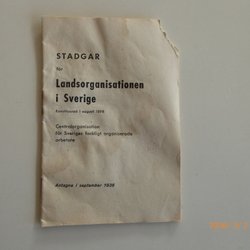 STADGAR
för
Landsorganisationen
i Sverige
Konstituerad i augusti 1898
Centralorganisation
för Sveriges fackligt organiserade
arbetare
Antagna i september 1936